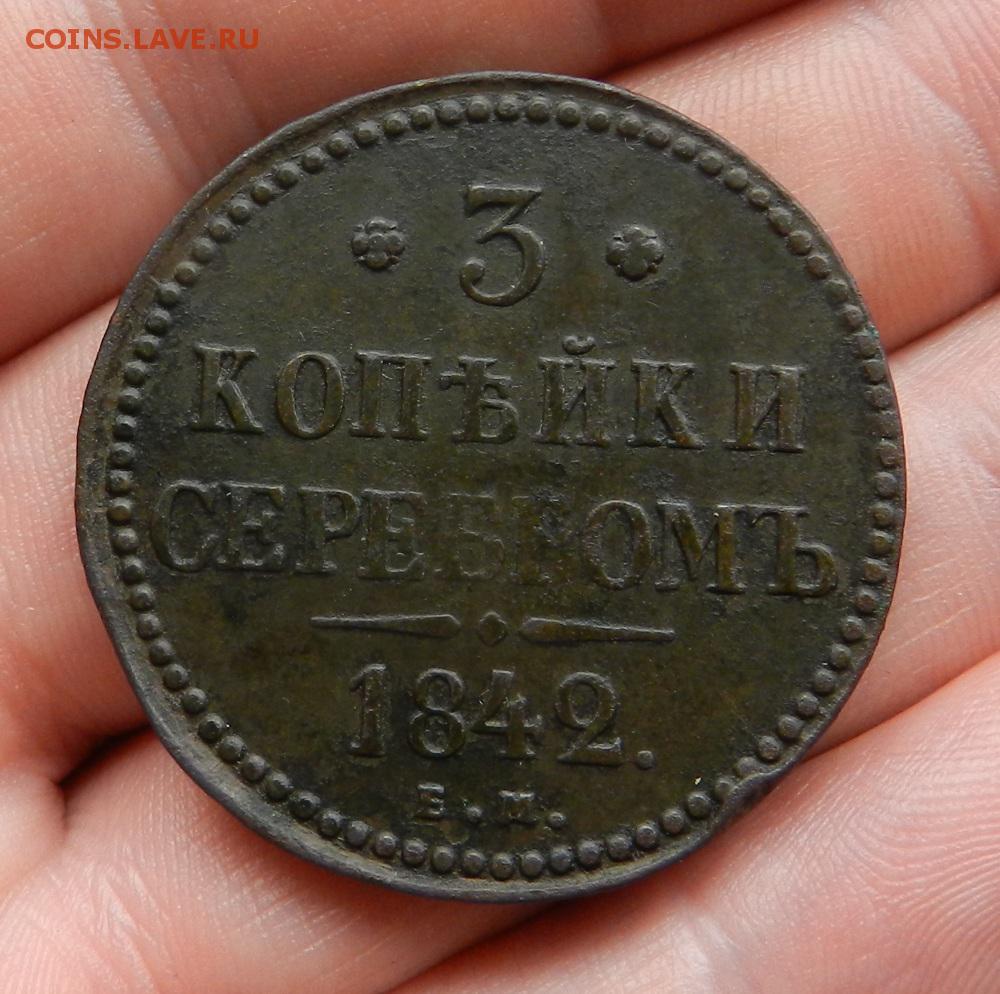 COINS.LAVE.RU
3
КОПѢЙКИ
СЕРЕБРОМЪ
1842.
Е.М.